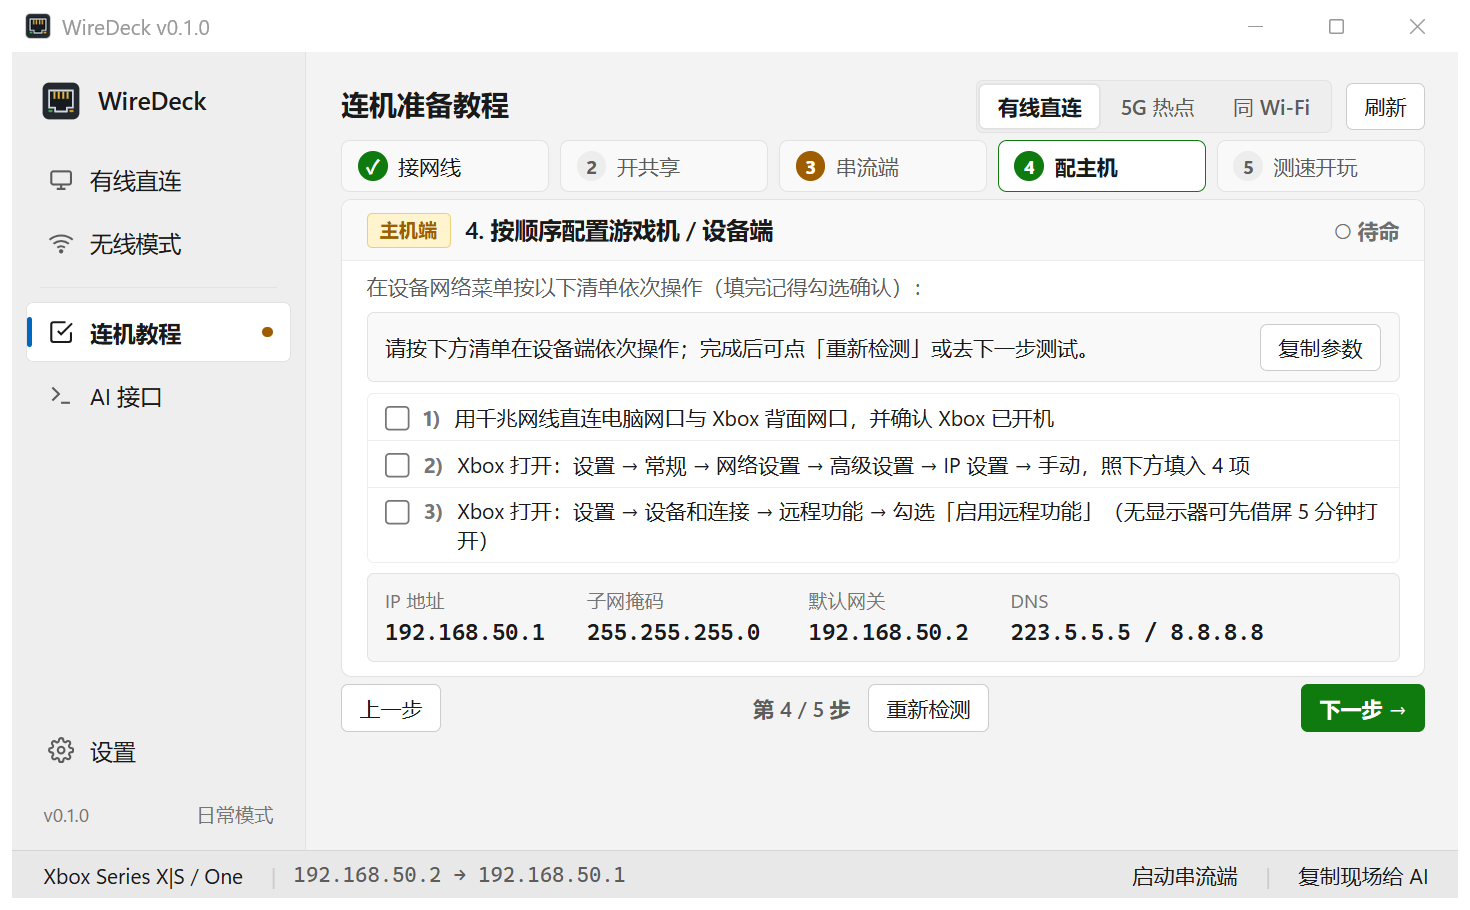 WireDeck v0.1.0
WireDeck
有线直连
无线模式
连机教程
AI 接口
设置
v0.1.0 日常模式
连机准备教程
有线直连 5G 热点 同 Wi-Fi 刷新
接网线 2 开共享 3 串流端 4 配主机 5 测速开玩
主机端 4. 按顺序配置游戏机 / 设备端 待命
在设备网络菜单按以下清单依次操作（填完记得勾选确认）:
请按下方清单在设备端依次操作；完成后可点「重新检测」或去下一步测试。 复制参数
1) 用千兆网线直连电脑网口与 Xbox 背面网口，并确认 Xbox 已开机
2) Xbox 打开：设置 → 常规 → 网络设置 → 高级设置 → IP 设置 → 手动，照下方填入 4 项
3) Xbox 打开：设置 → 设备和连接 → 远程功能 → 勾选「启用远程功能」（无显示器可先借屏 5 分钟打
开）
IP 地址 子网掩码 默认网关 DNS
192.168.50.1 255.255.255.0 192.168.50.2 223.5.5.5 / 8.8.8.8
上一步 第 4 / 5 步 重新检测 下一步 →
Xbox Series X|S / One 192.168.50.2 → 192.168.50.1 启动串流端 复制现场给 AI